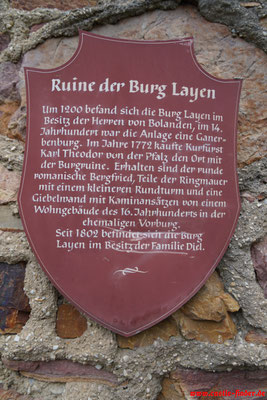 Ruine der Burg Layen
Um 1200 befand sich die Burg Layen im
Besitz der Herren von Bolanden, im 14.
Jahrhundert war die Anlage eine Ganer-
benburg. Im Jahre 1772 kaufte Kurfürst
Karl Theodor von der Pfalz den Ort mit
der Burgruine. Erhalten sind der runde
romanische Bergfried, Teile der Ringmauer
mit einem kleineren Rundturm und eine
Giebelwand mit Kaminansätzen von einem
Wohngebäude des 16. Jahrhunderts in der
ehemaligen Vorburg.
Seit 1802 befindet sich die Burg
Layen im Besitz der Familie Diel.